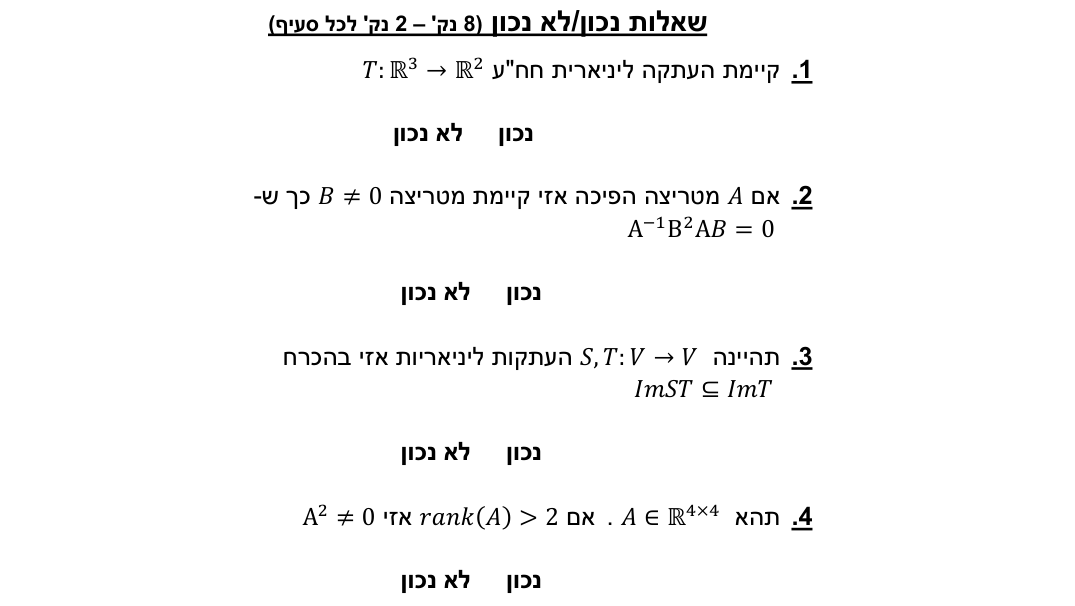 שאלות נכון/לא נכון (8 נק' – 2 נק' לכל סעיף)
1. קיימת העתקה ליניארית חח"ע T: ℝ³ → ℝ²
נכון לא נכון
2. אם A מטריצה הפיכה אזי קיימת מטריצה B ≠ 0 כך ש-
A⁻¹B²AB = 0
נכון לא נכון
3. תהיינה S, T: V → V העתקות ליניאריות אזי בהכרח
ImST ⊆ ImT
נכון לא נכון
4. תהא A ∈ ℝ⁴ˣ⁴ . אם rank(A) > 2 אזי A² ≠ 0
נכון לא נכון